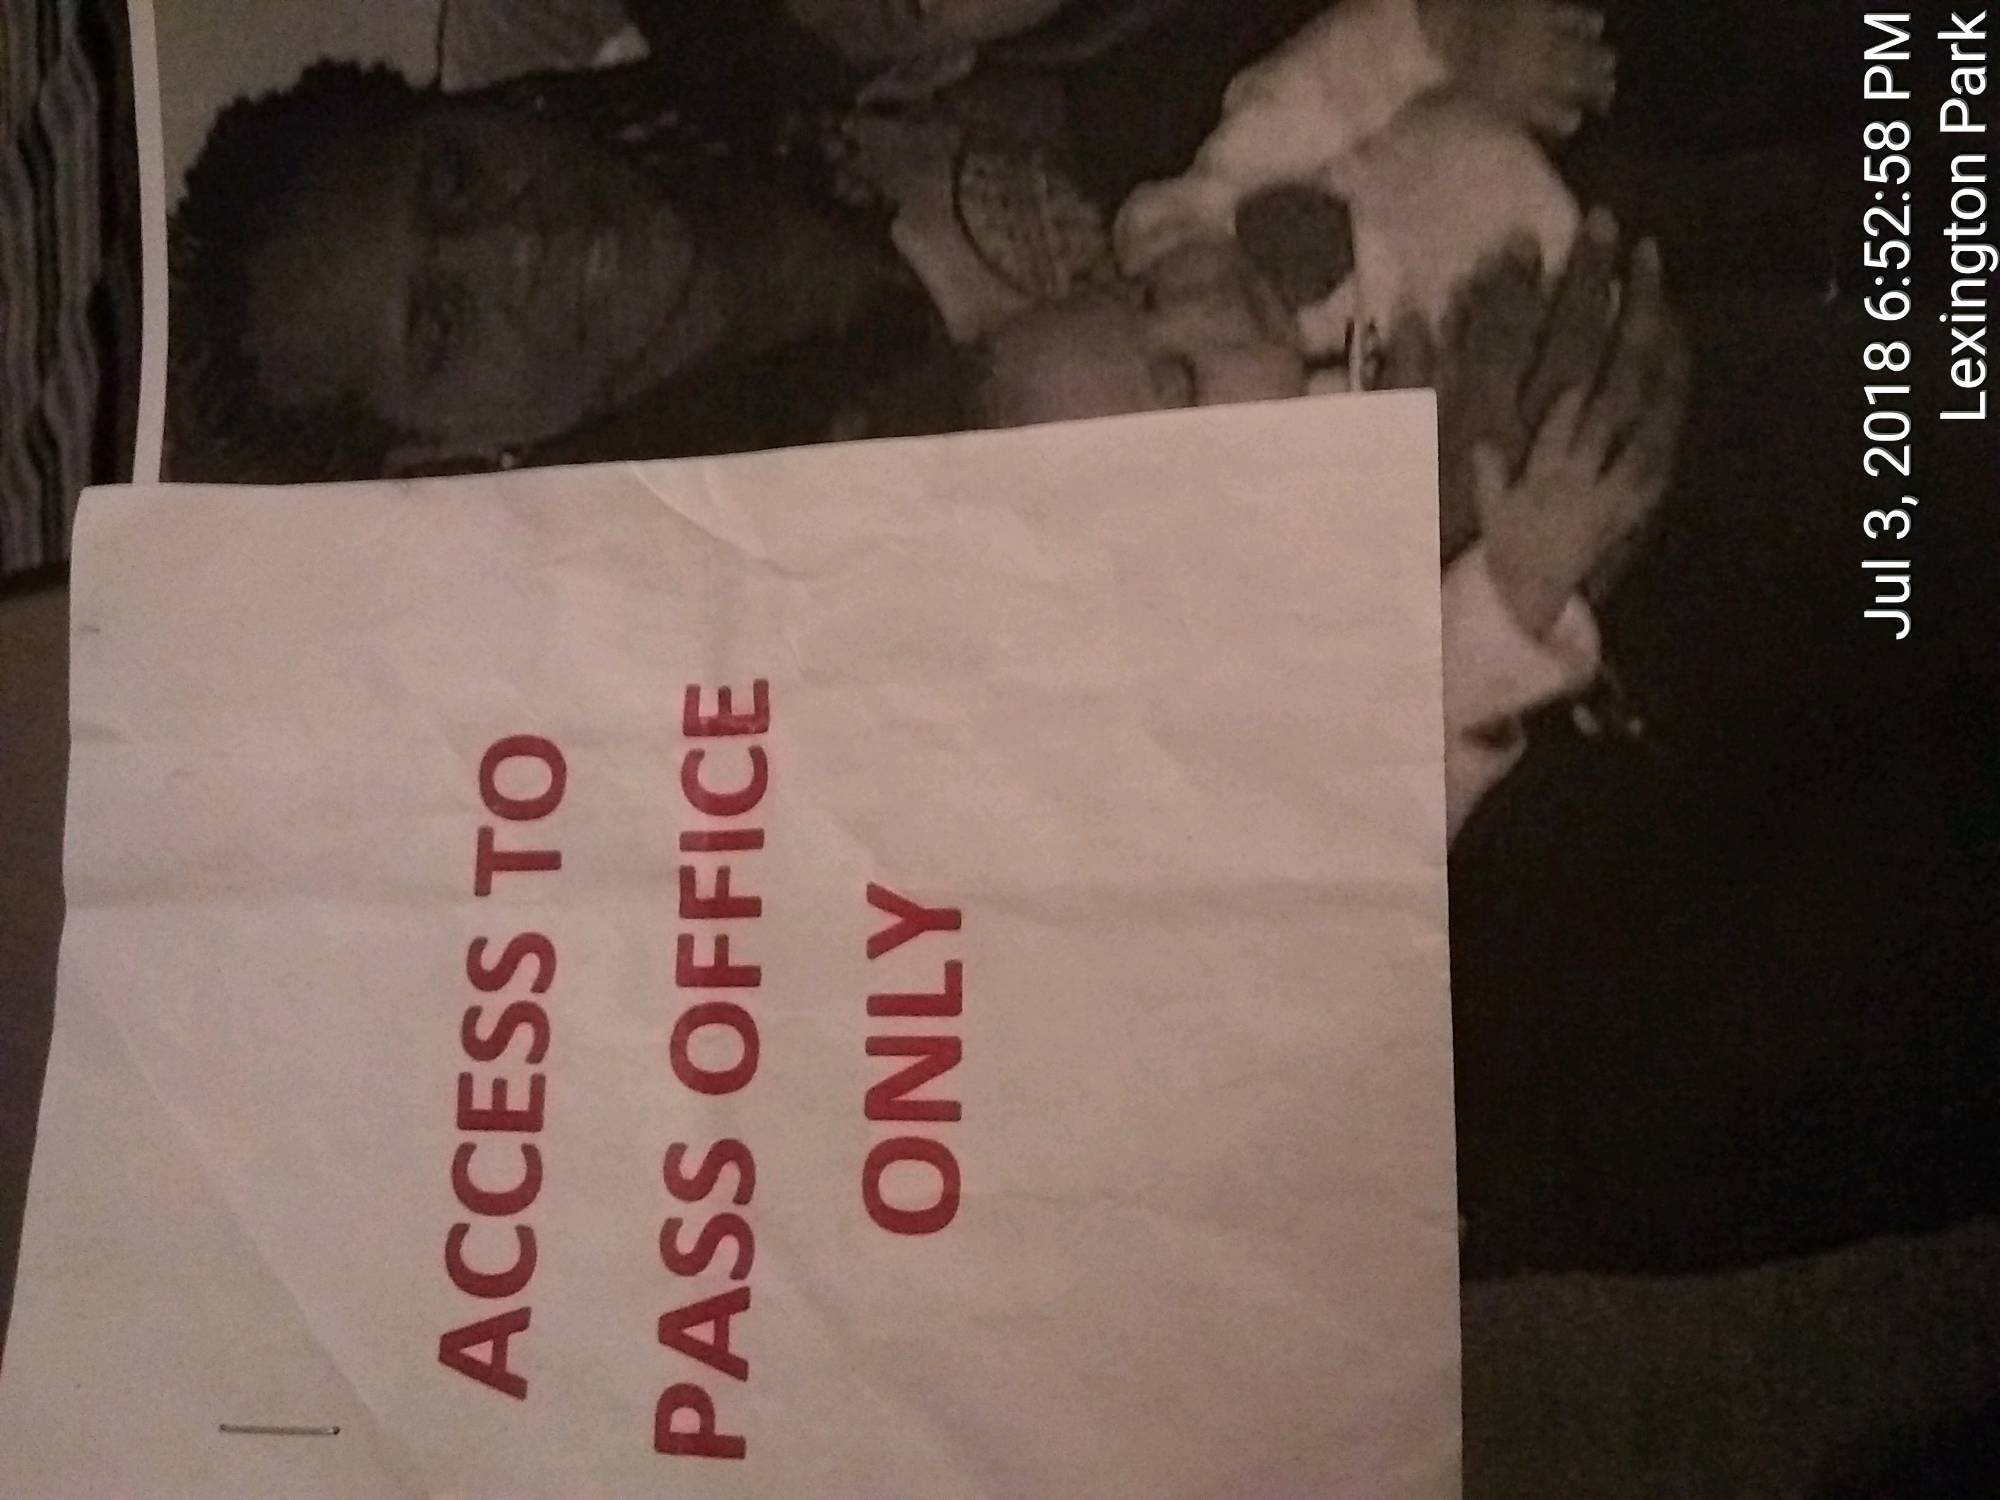 ACCESS TO
PASS OFFICE
ONLY
Jul 3, 2018 6:52:58 PM
Lexington Park